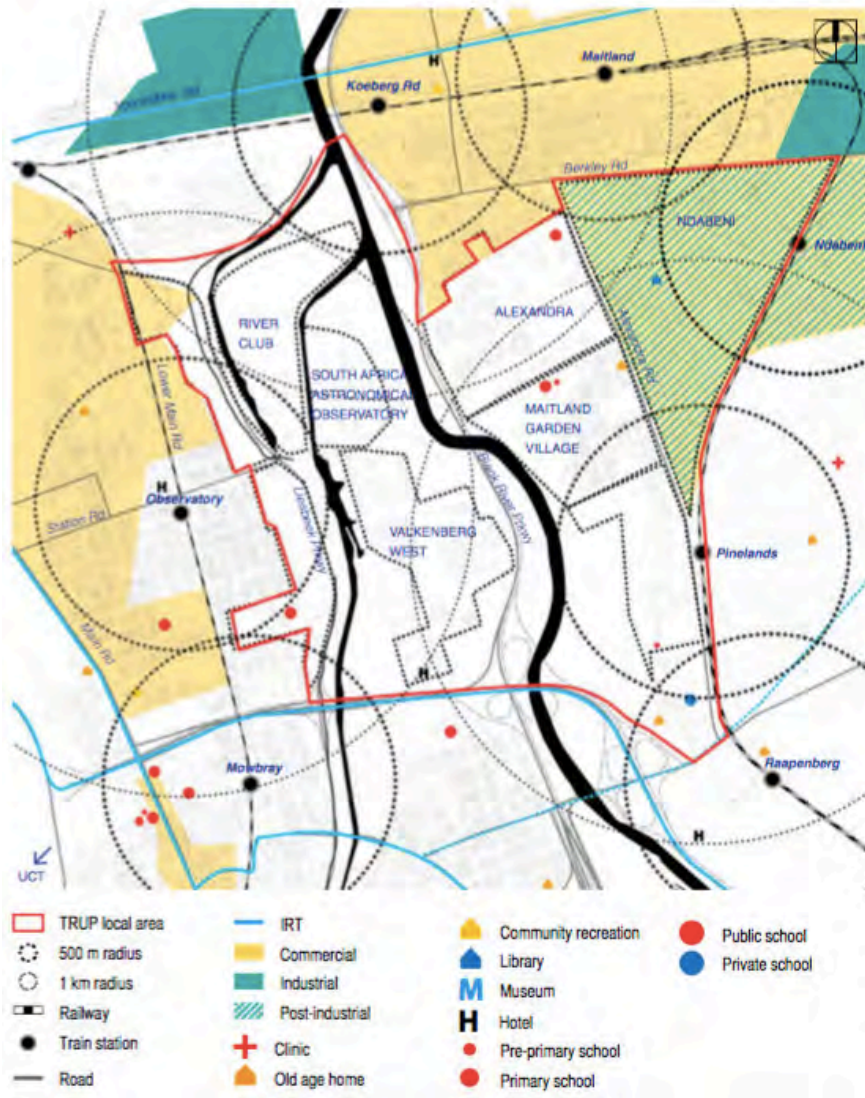 H
Maitland
Koeberg Rd
Voortrekker Rd
Berkley Rd
NDABENI
Ndabeni
RIVER
CLUB
ALEXANDRA
Alexandra Rd
SOUTH AFRICA
ASTRONOMICAL
OBSERVATORY
MAITLAND
GARDEN
VILLAGE
Lower Main Rd
H
Observatory
Station Rd
Liesbeek Pkwy
Black River Pkwy
VALKENBERG
WEST
Pinelands
Main Rd
H
Mowbray
Raapenberg
H
UCT
TRUP local area
500 m radius
1 km radius
Railway
Train station
Road
IRT
Commercial
Industrial
Post-industrial
Clinic
Old age home
Community recreation
Library
M Museum
H Hotel
Pre-primary school
Primary school
Public school
Private school